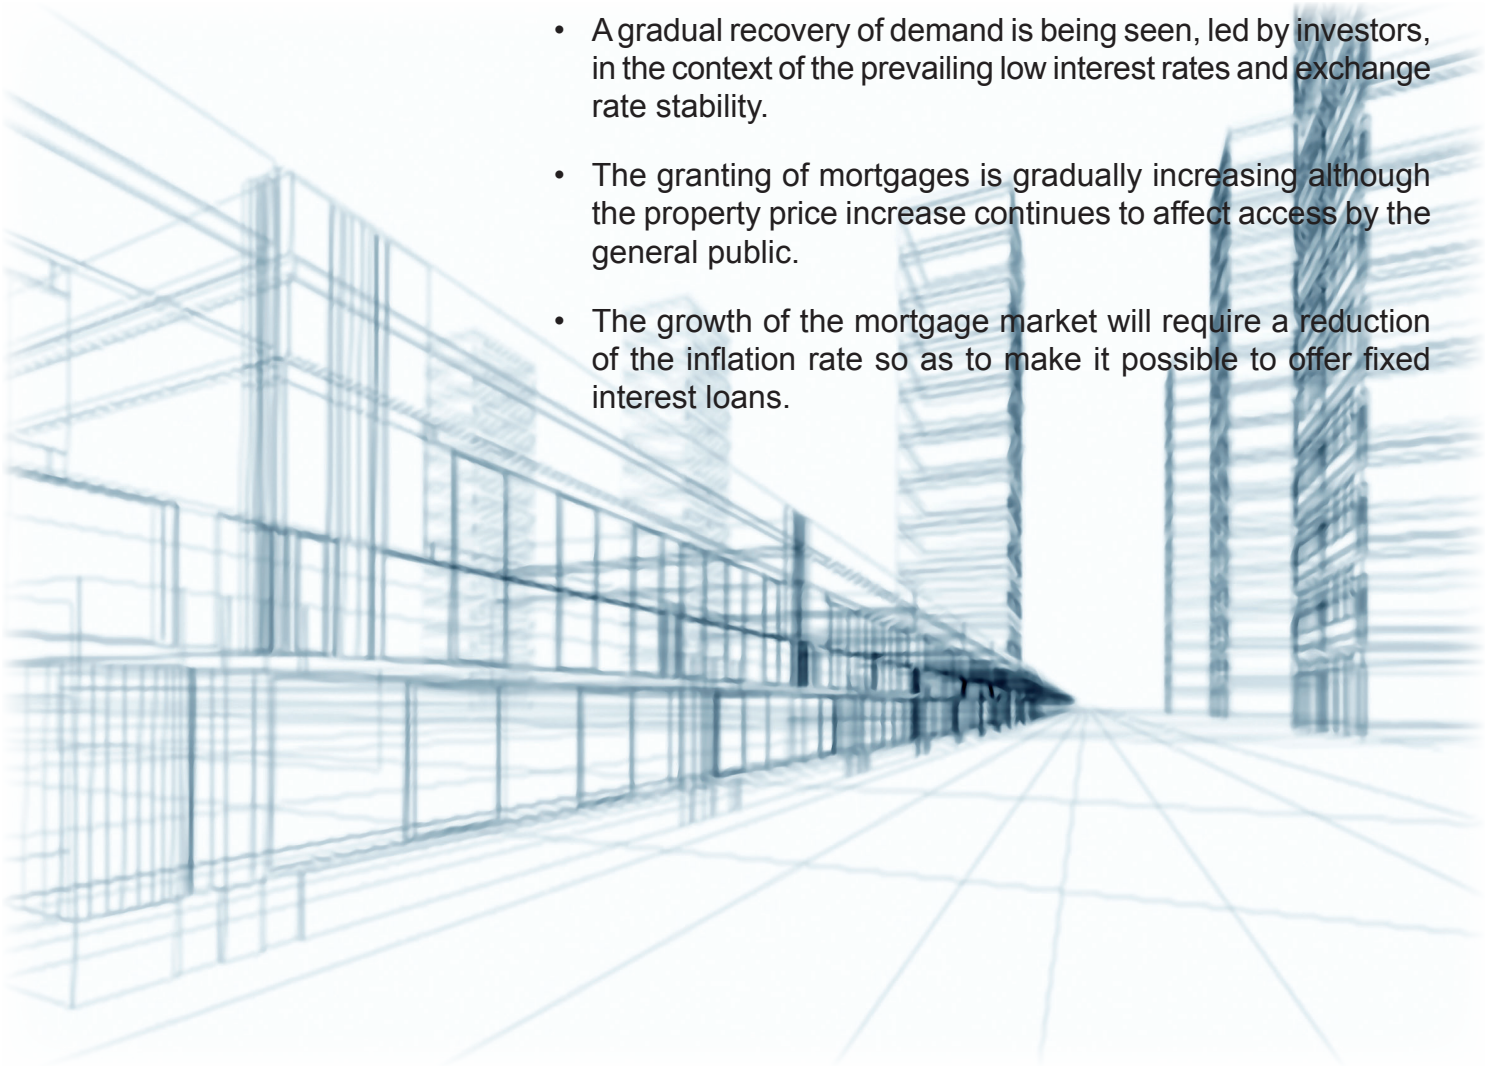 • A gradual recovery of demand is being seen, led by investors,
in the context of the prevailing low interest rates and exchange
rate stability.
• The granting of mortgages is gradually increasing although
the property price increase continues to affect access by the
general public.
• The growth of the mortgage market will require a reduction
of the inflation rate so as to make it possible to offer fixed
interest loans.